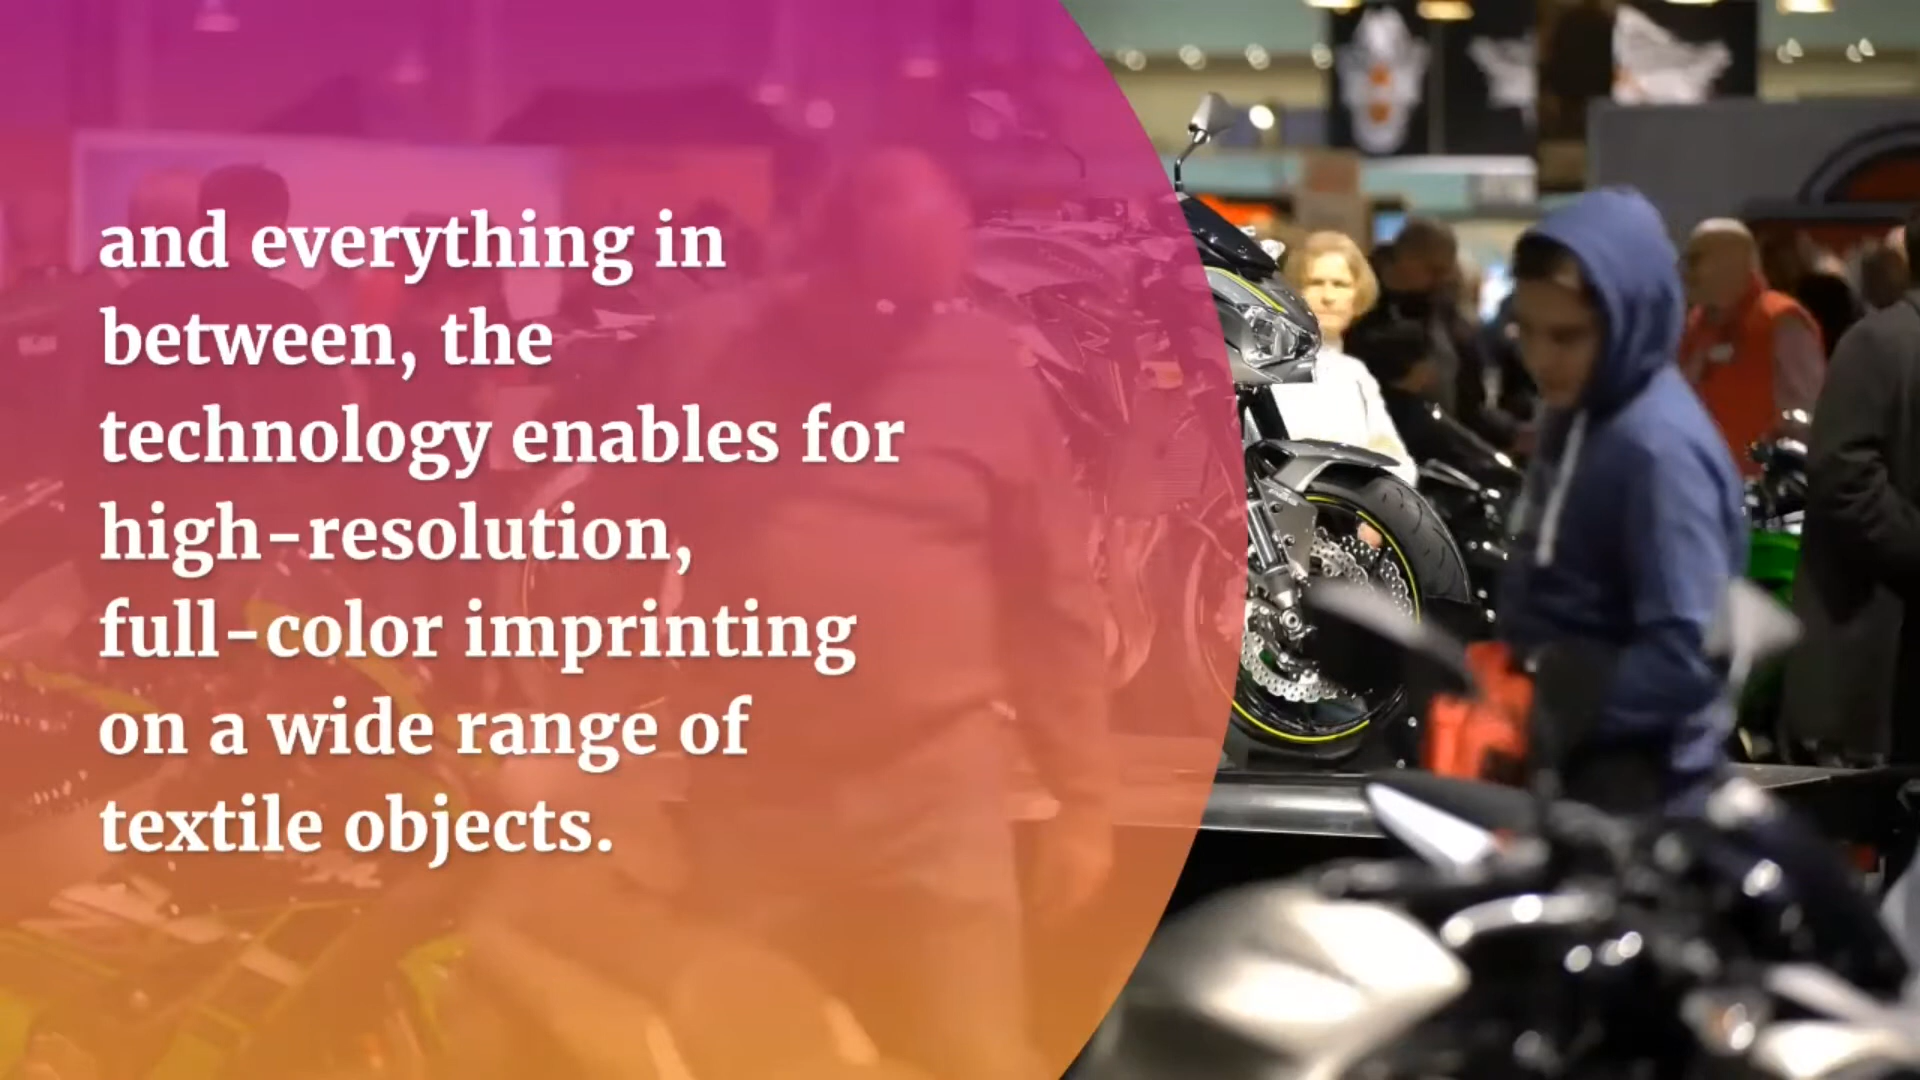 and everything in
between, the
technology enables for
high-resolution,
full-color imprinting
on a wide range of
textile objects.